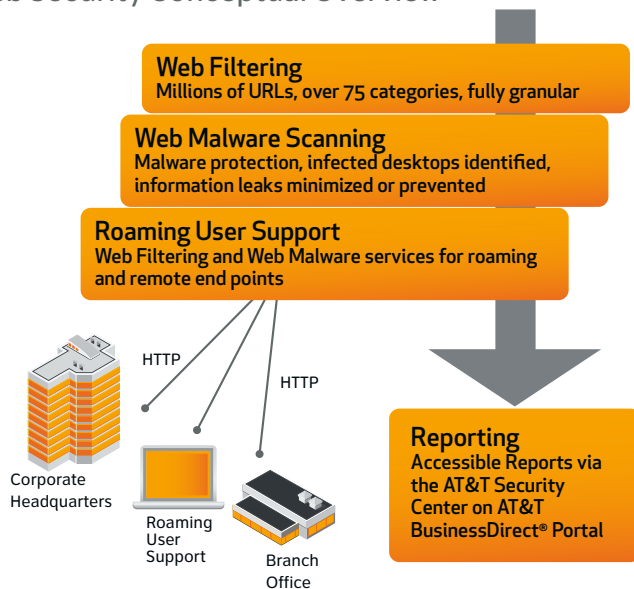 Security Conceptual Overview
Web Filtering
Millions of URLs, over 75 categories, fully granular
Web Malware Scanning
Malware protection, infected desktops identified,
information leaks minimized or prevented
Roaming User Support
Web Filtering and Web Malware services for roaming
and remote end points
HTTP
HTTP
Corporate
Headquarters
Roaming
User
Support
Branch
Office
Reporting
Accessible Reports via
the AT&T Security
Center on AT&T
BusinessDirect® Portal